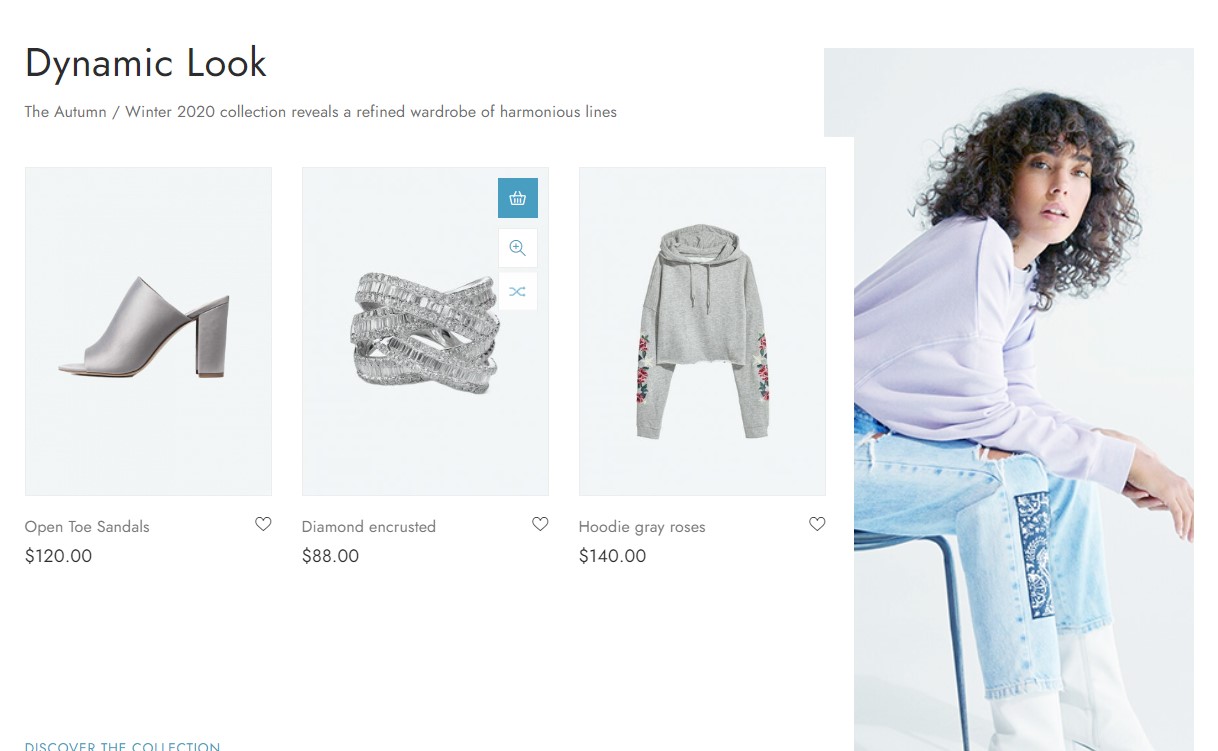 Dynamic Look
The Autumn / Winter 2020 collection reveals a refined wardrobe of harmonious lines
Open Toe Sandals
$120.00
Diamond encrusted
$88.00
Hoodie gray roses
$140.00
DISCOVER THE COLLECTION